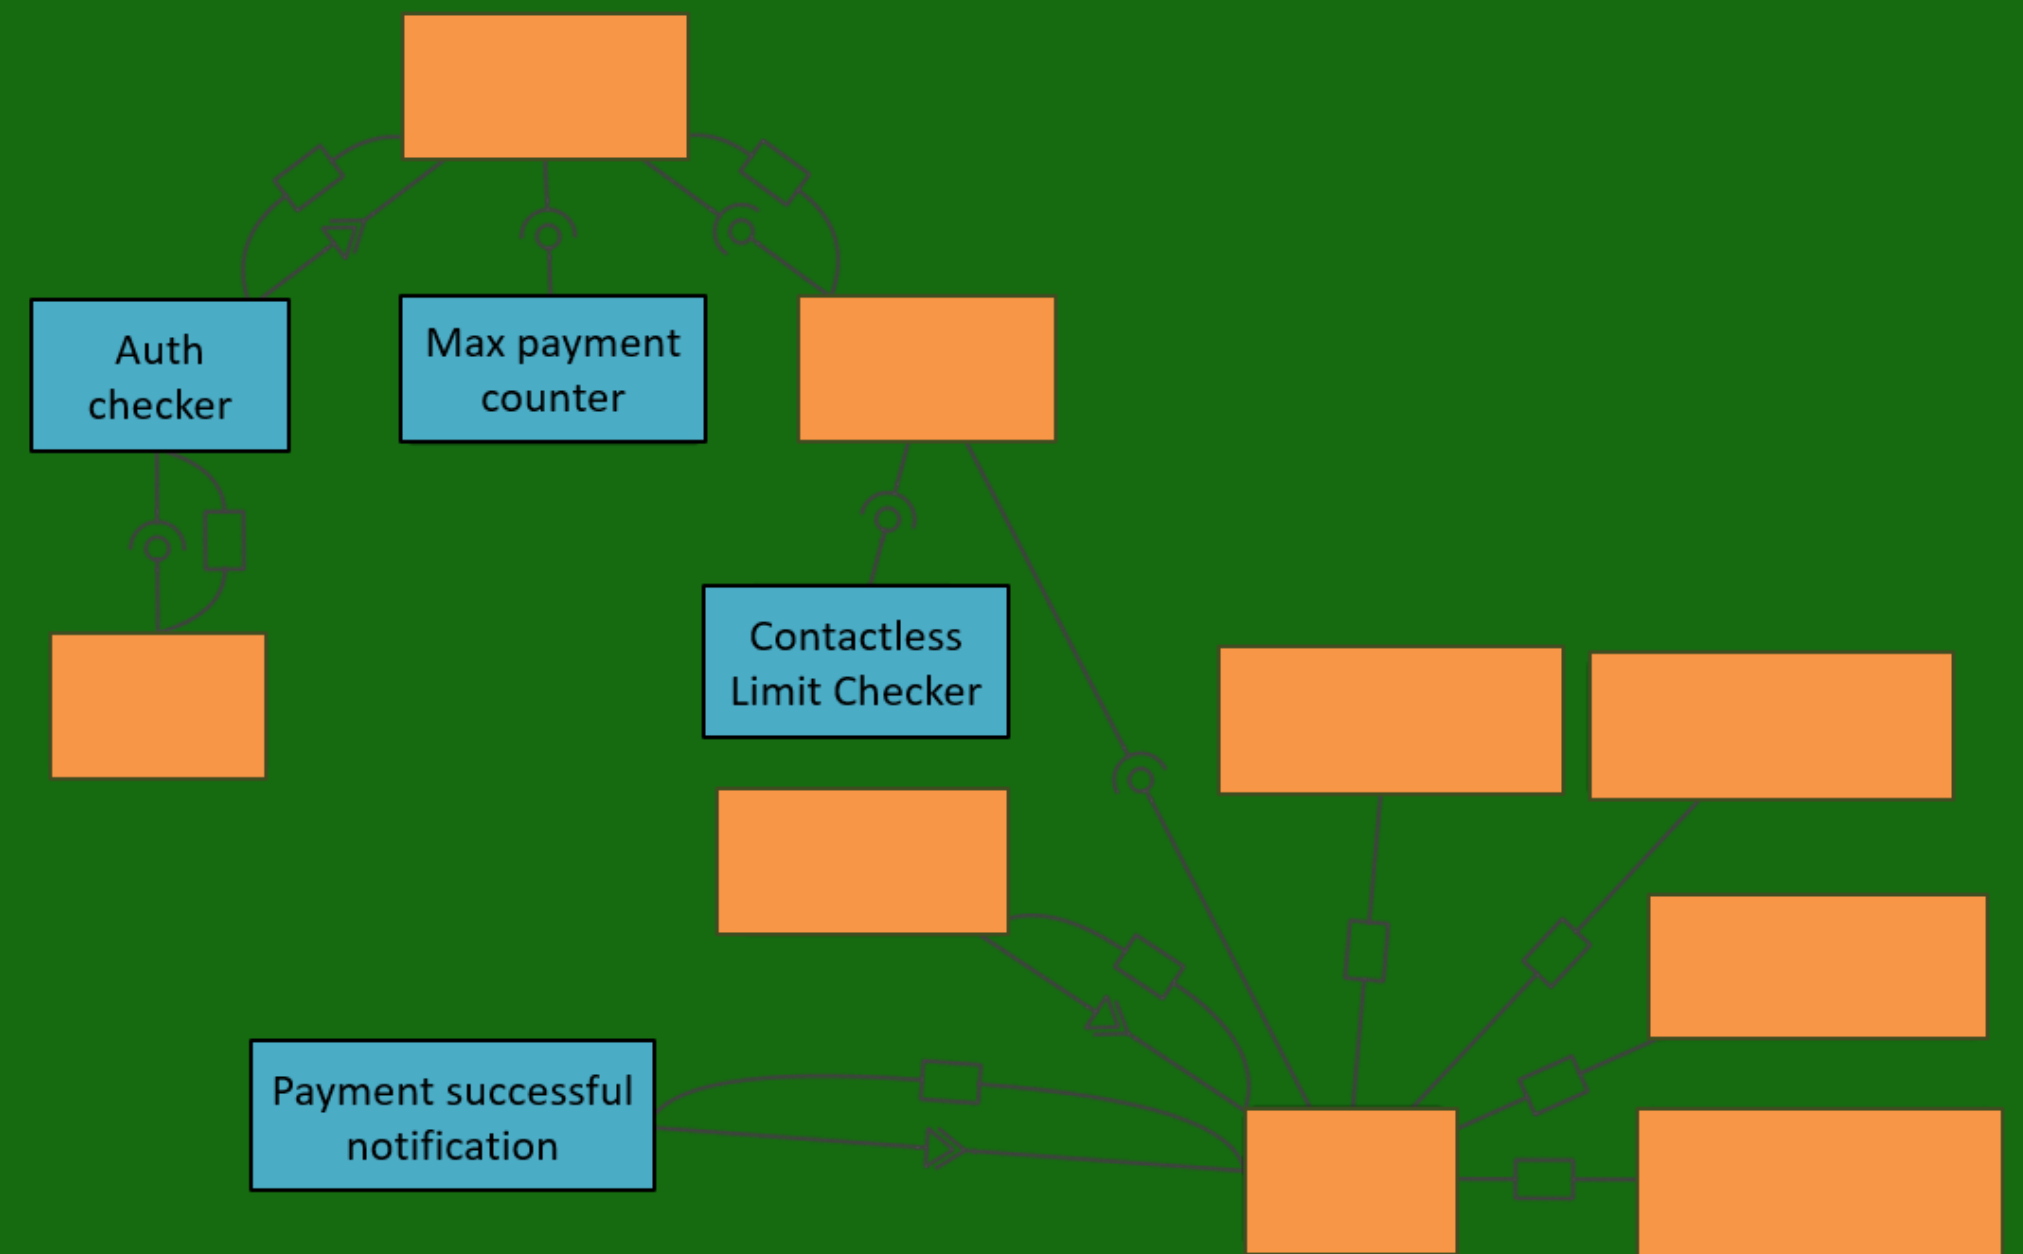 Auth
checker
Max payment
counter
Contactless
Limit Checker
Payment successful
notification